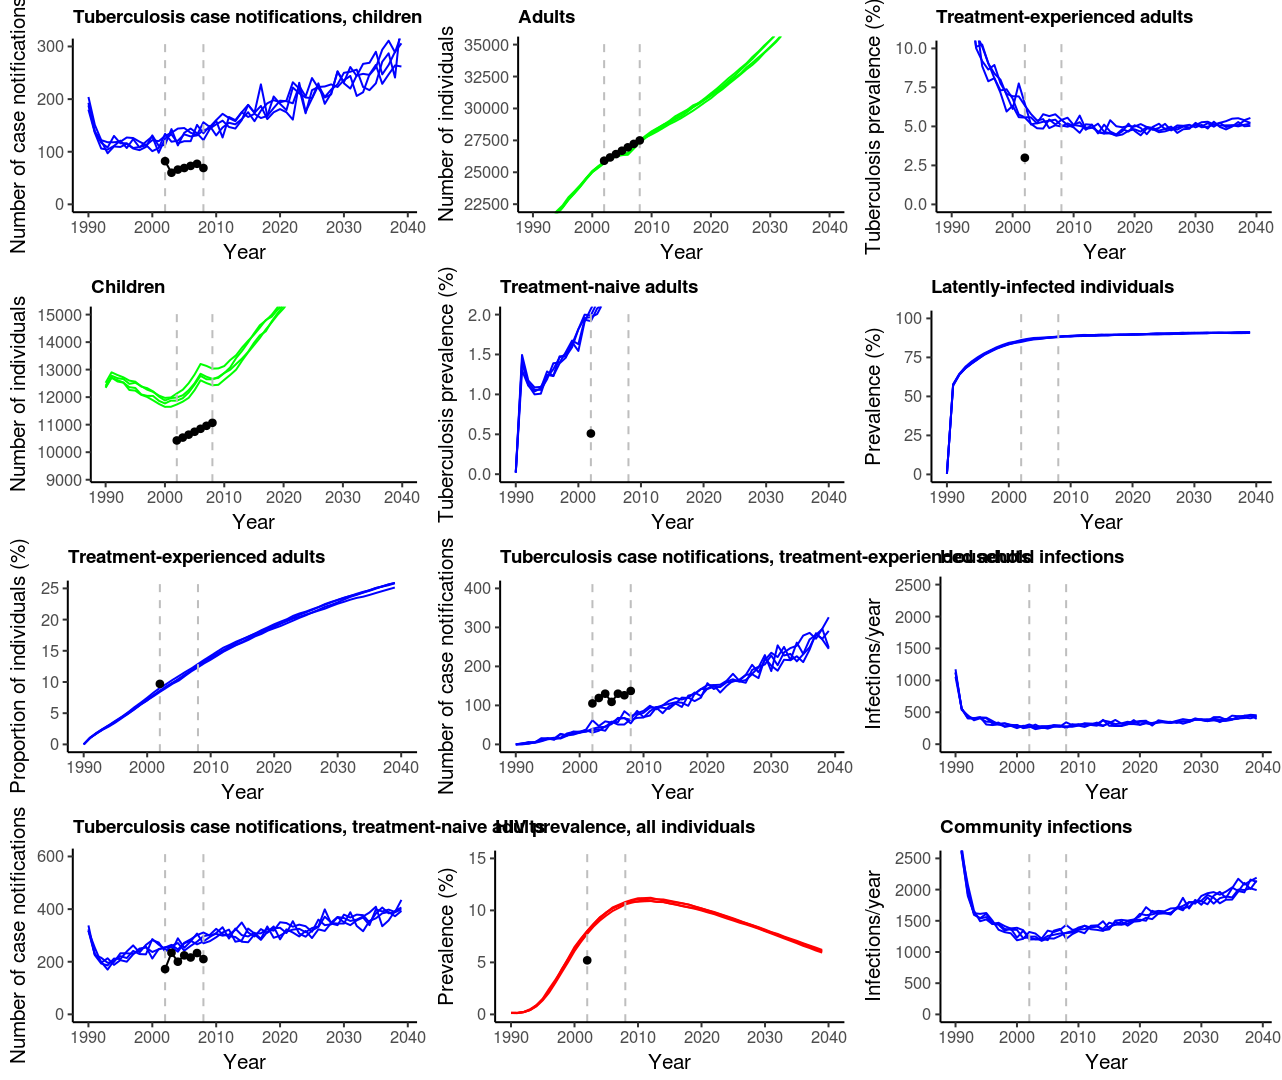 Tuberculosis case notifications, children
Number of case notifications
300
200
100
0
1990 2000 2010 2020 2030 2040
Year
Adults
Number of individuals
35000
32500
30000
27500
25000
22500
1990 2000 2010 2020 2030 2040
Year
Treatment-experienced adults
Tuberculosis prevalence (%)
10.0
7.5
5.0
2.5
0.0
1990 2000 2010 2020 2030 2040
Year
Children
Number of individuals
15000
14000
13000
12000
11000
10000
9000
1990 2000 2010 2020 2030 2040
Year
Treatment-naive adults
Tuberculosis prevalence (%)
2.0
1.5
1.0
0.5
0.0
1990 2000 2010 2020 2030 2040
Year
Latently-infected individuals
Prevalence (%)
100
75
50
25
0
1990 2000 2010 2020 2030 2040
Year
Treatment-experienced adults
Proportion of individuals (%)
25
20
15
10
5
0
1990 2000 2010 2020 2030 2040
Year
Tuberculosis case notifications, treatment-experienced adults
Number of case notifications
400
300
200
100
0
1990 2000 2010 2020 2030 2040
Year
Household infections
Infections/year
2500
2000
1500
1000
500
0
1990 2000 2010 2020 2030 2040
Year
Tuberculosis case notifications, treatment-naive adults
Number of case notifications
600
400
200
0
1990 2000 2010 2020 2030 2040
Year
HIV prevalence, all individuals
Prevalence (%)
15
10
5
0
1990 2000 2010 2020 2030 2040
Year
Community infections
Infections/year
2500
2000
1500
1000
500
0
1990 2000 2010 2020 2030 2040
Year